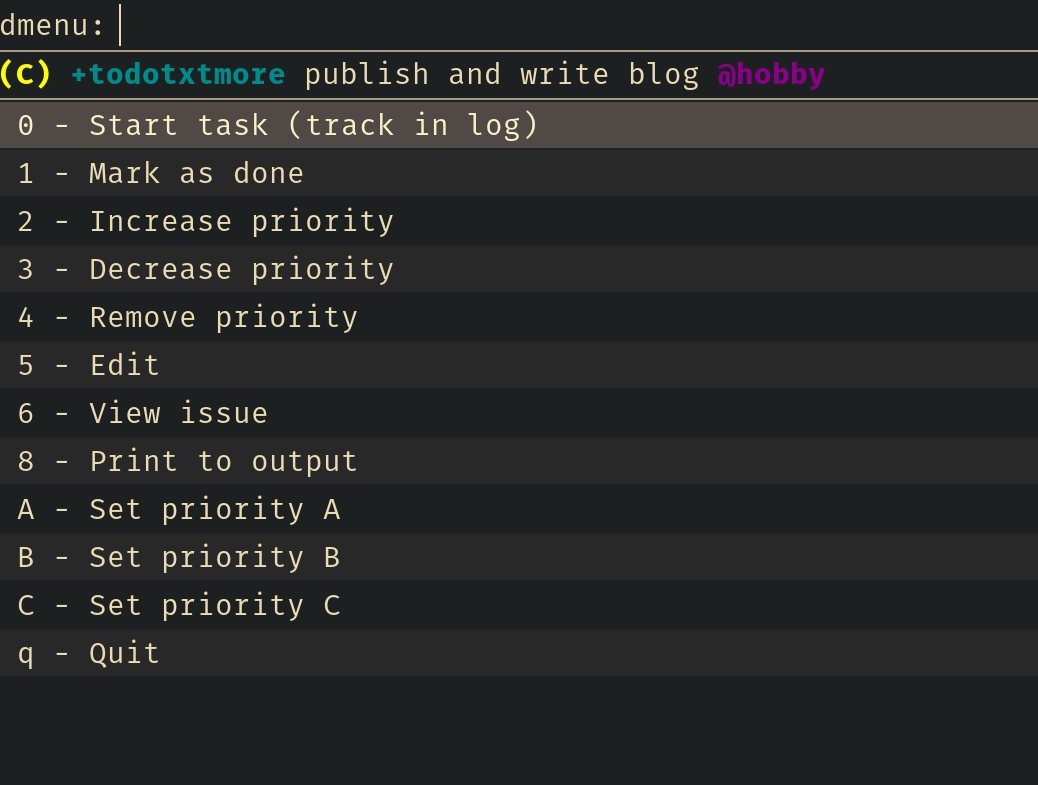 dmenu:
(C) +todotxtmore publish and write blog @hobby
0 - Start task (track in log)
1 - Mark as done
2 - Increase priority
3 - Decrease priority
4 - Remove priority
5 - Edit
6 - View issue
8 - Print to output
A - Set priority A
B - Set priority B
C - Set priority C
q - Quit